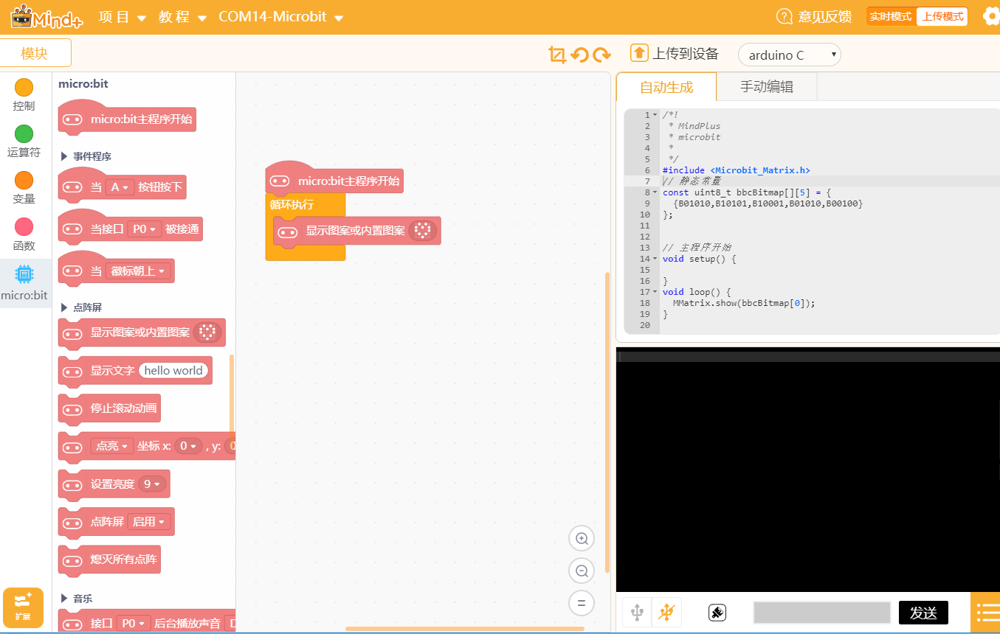 Mind+ 项目 教程 COM14-Microbit 意见反馈 实时模式 上传模式
模块 上传到设备 arduino C
控制
运算符
变量
函数
micro:bit
扩展
micro:bit
micro:bit主程序开始
事件程序
当 A 按钮按下
当接口 P0 被接通
当 徽标朝上
点阵屏
显示图案或内置图案
显示文字 hello world
停止滚动动画
点亮 坐标 x: 0 , y: 0
设置亮度 9
点阵屏 启用
熄灭所有点阵
音乐
接口 P0 后台播放声音 D
micro:bit主程序开始
循环执行
显示图案或内置图案
自动生成 手动编辑
1 /*!
2 * MindPlus
3 * microbit
4 *
5 */
6 #include <Microbit_Matrix.h>
7 // 静态常量
8 const uint8_t bbcBitmap[][5] = {
9 {B01010,B10101,B10001,B01010,B00100}
10 };
11
12
13 // 主程序开始
14 void setup() {
15
16 }
17 void loop() {
18 MMatrix.show(bbcBitmap[0]);
19 }
20
发送